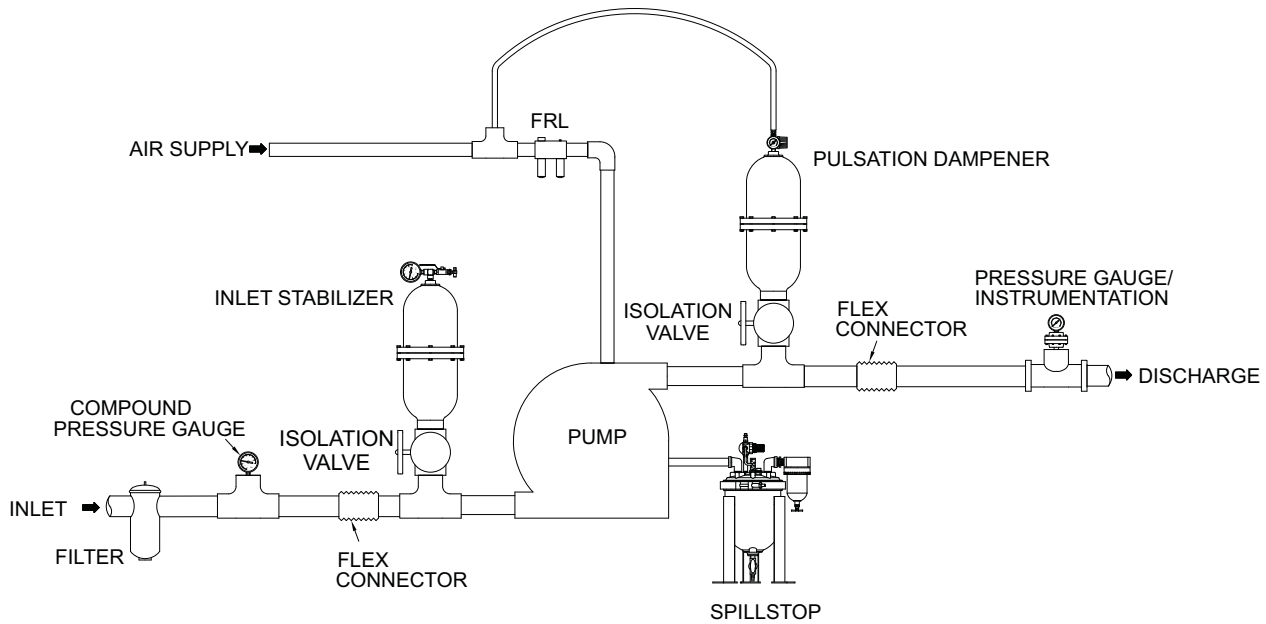 FRL
AIR SUPPLY
PULSATION DAMPENER
INLET STABILIZER
ISOLATION
VALVE
FLEX
CONNECTOR
PRESSURE GAUGE/
INSTRUMENTATION
DISCHARGE
COMPOUND
PRESSURE GAUGE
ISOLATION
VALVE
PUMP
INLET
FILTER
FLEX
CONNECTOR
SPILLSTOP